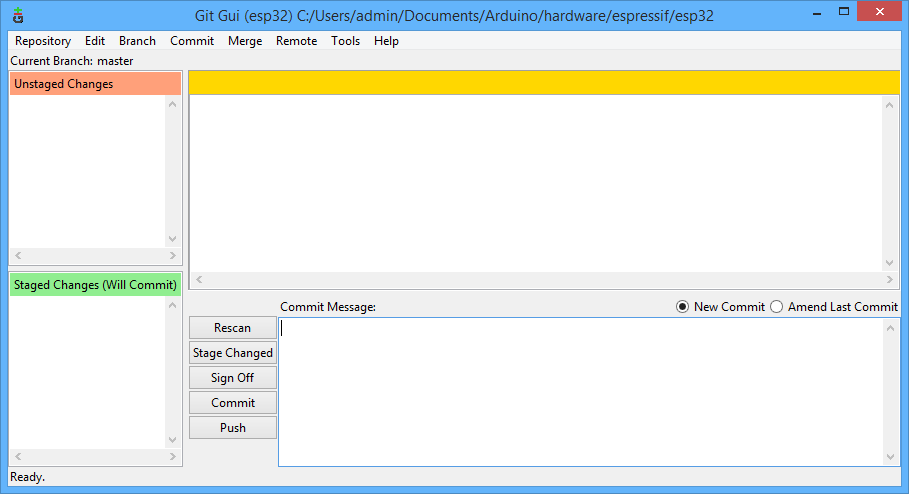 Git Gui (esp32) C:/Users/admin/Documents/Arduino/hardware/espressif/esp32
Repository Edit Branch Commit Merge Remote Tools Help
Current Branch: master
Unstaged Changes
Staged Changes (Will Commit)
Commit Message: New Commit Amend Last Commit
Rescan
Stage Changed
Sign Off
Commit
Push
Ready.